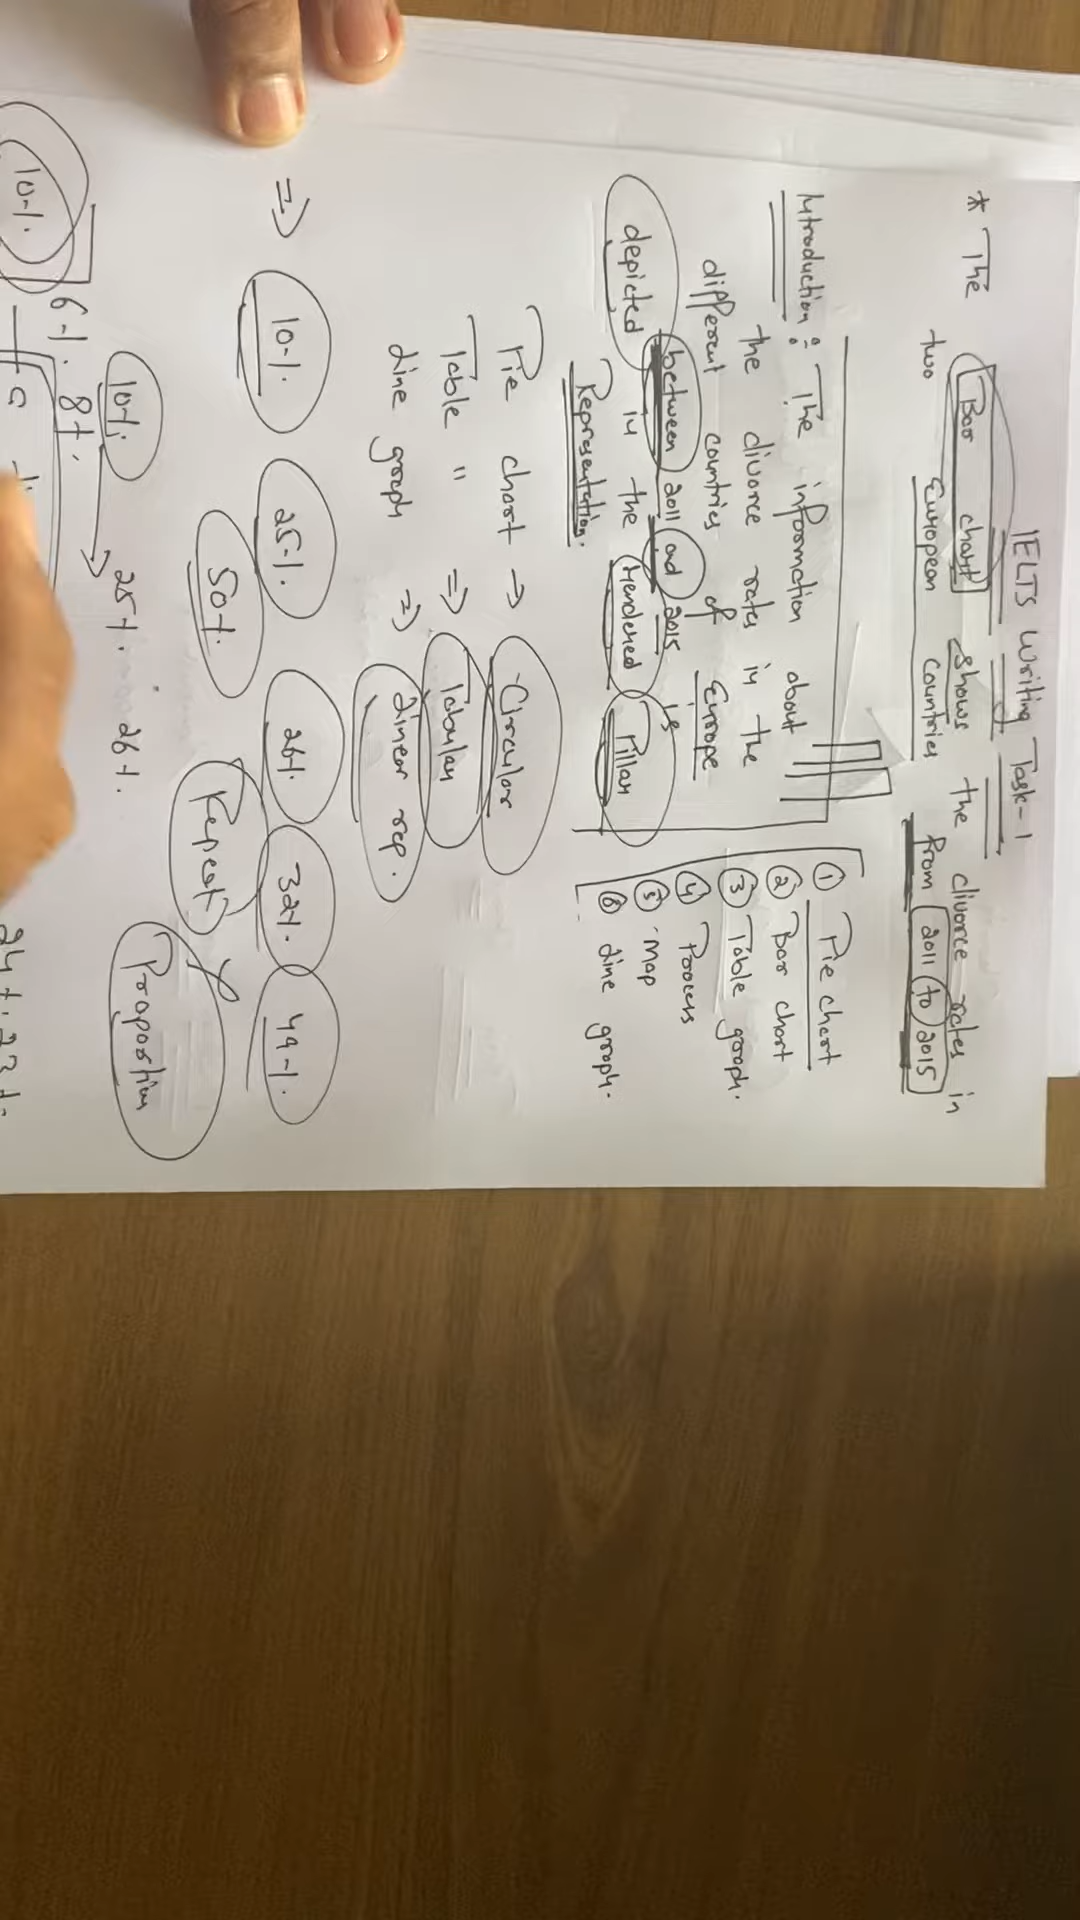 IELTS Writing Task-1
* The Bar chart shows the divorce rates in
two European countries from 2011 to 2015
Introduction: The information about
the divorce rates in the
different countries of Europe
between 2011 and 2015 is
depicted in the rendered Pillar
Representation.
① Pie chart
② Bar chart
③ Table graph.
④ Process
⑤ Map
⑥ Line graph.
Pie chart → Circular
Table " ⇒ Tabular
Line graph ⇒ Linear rep.
⇒ 10%. 25%. 26%. 32%. 49%.
50%. Repeat
Proportion
10%. 25%. 26%.
6%. 8%.
10%.
24%. 23%.